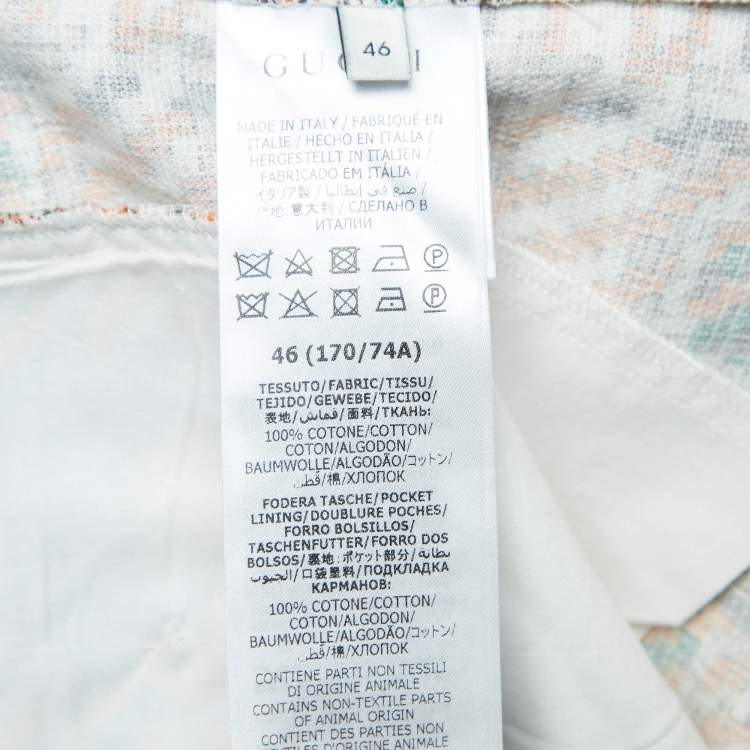 46
GUCCI
MADE IN ITALY / FABRIQUÉ EN
ITALIE / HECHO EN ITALIA /
HERGESTELLT IN ITALIEN /
FABRICADO EM ITÁLIA /
イタリア製 / صنع في إيطاليا /
地:意大利 / СДЕЛАНО В
ИТАЛИИ
P
P
46 (170/74A)
TESSUTO/FABRIC/TISSU/
TEJIDO/GEWEBE/TECIDO/
表地/قماش/面料/ТКАНЬ:
100% COTONE/COTTON/
COTON/ALGODON/
BAUMWOLLE/ALGODÃO/コットン/
قطن/棉/ХЛОПОК
FODERA TASCHE/POCKET
LINING/DOUBLURE POCHES/
FORRO BOLSILLOS/
TASCHENFUTTER/FORRO DOS
BOLSOS/裏地:ポケット部分/بطانة
الجيوب/口袋里料/ПОДКЛАДКА
КАРМАНОВ:
100% COTONE/COTTON/
COTON/ALGODON/
BAUMWOLLE/ALGODÃO/コットン/
قطن/棉/ХЛОПОК
CONTIENE PARTI NON TESSILI
DI ORIGINE ANIMALE
CONTAINS NON-TEXTILE PARTS
OF ANIMAL ORIGIN
CONTIENT DES PARTIES NON
TEXTILES D'ORIGINE ANIMALE